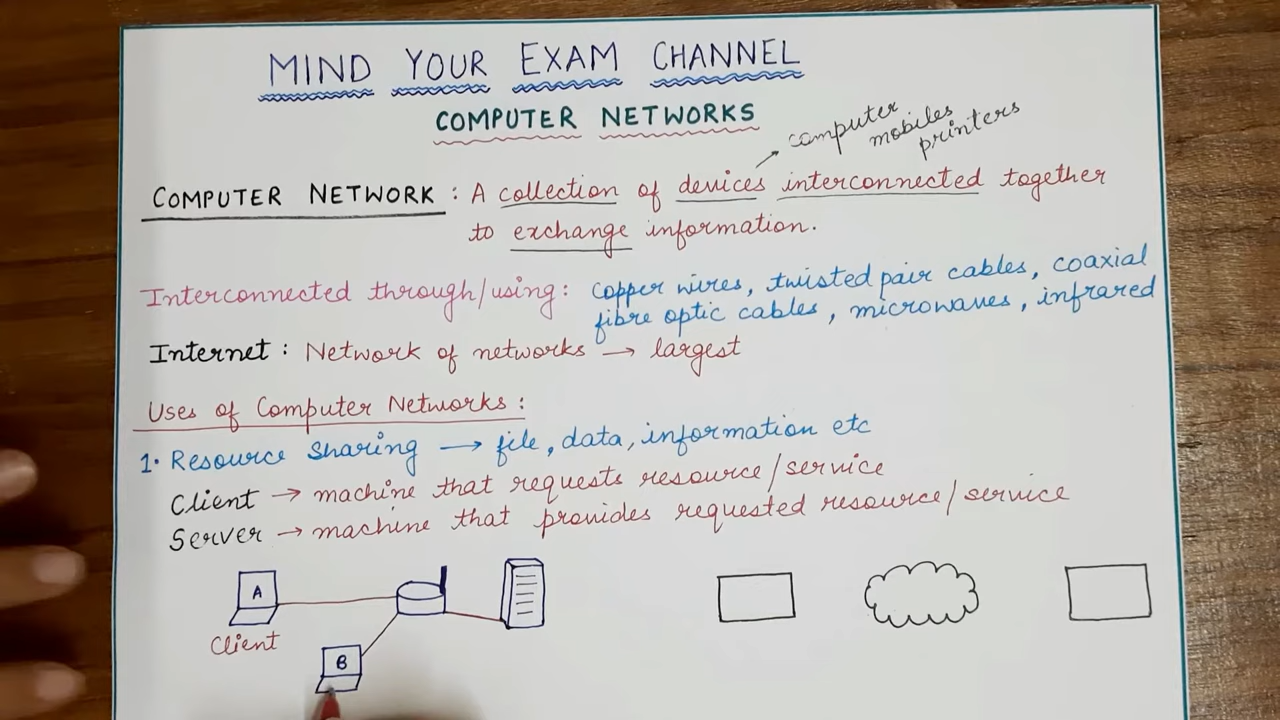 MIND YOUR EXAM CHANNEL
COMPUTER NETWORKS
computer
mobiles
printers
COMPUTER NETWORK : A collection of devices interconnected together
to exchange information.
Interconnected through/using: copper wires, twisted pair cables, coaxial
fibre optic cables, microwaves, infrared
Internet : Network of networks → largest
Uses of Computer Networks :
1. Resource Sharing → file, data, information etc
Client → machine that requests resource/service
Server → machine that provides requested resource/service
A
Client
B